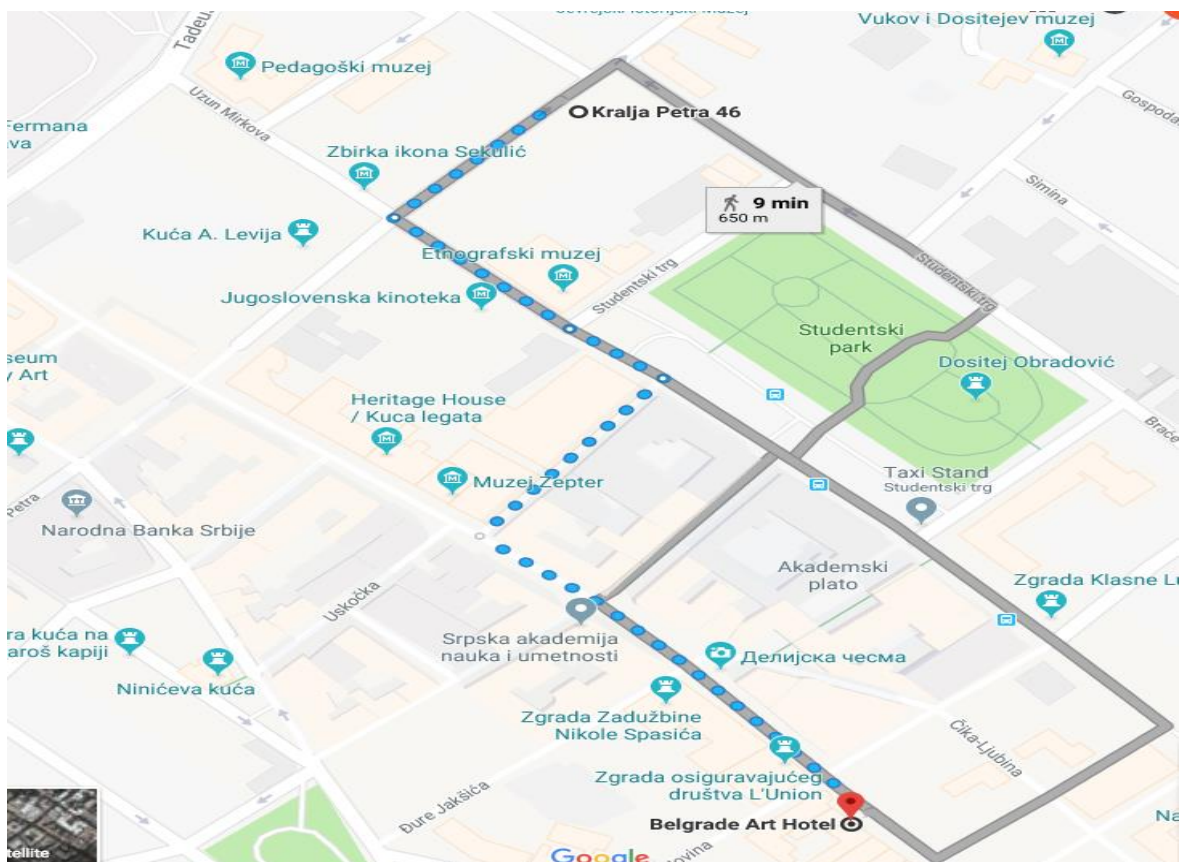 Vukov i Dositejev muzej
Pedagoški muzej
Uzun Mirkova
Gospoda
Fermana
ava
Kralja Petra 46
Zbirka ikona Sekulić
Simina
9 min
650 m
Kuća A. Levija
Etnografski muzej
Studentski trg
Studentski trg
Jugoslovenska kinoteka
Studentski
park
Dositej Obradović
seum
y Art
Heritage House
/ Kuca legata
Braće
Taxi Stand
Studentski trg
Muzej Zepter
Petra
Narodna Banka Srbije
Akademski
plato
Zgrada Klasne Lu
Uskočka
Srpska akademija
nauka i umetnosti
ra kuća na
aroš kapiji
Делијска чесма
Ninićeva kuća
Zgrada Zadužbine
Nikole Spasića
Čika-Ljubina
Zgrada osiguravajućeg
društva L'Union
Đure Jakšića
Belgrade Art Hotel
Na
tellite
Google
ovina